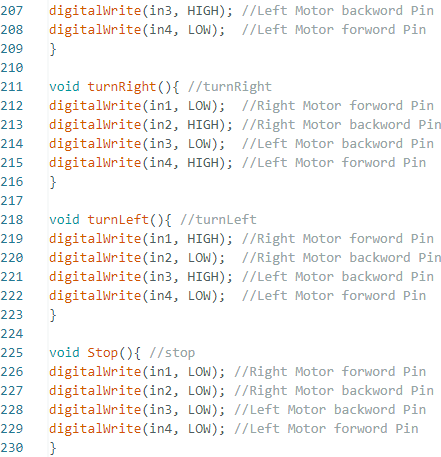 207 digitalWrite(in3, HIGH); //Left Motor backword Pin
208 digitalWrite(in4, LOW);  //Left Motor forword Pin
209 }
210
211 void turnRight(){ //turnRight
212 digitalWrite(in1, LOW);  //Right Motor forword Pin
213 digitalWrite(in2, HIGH); //Right Motor backword Pin
214 digitalWrite(in3, LOW);  //Left Motor backword Pin
215 digitalWrite(in4, HIGH); //Left Motor forword Pin
216 }
217
218 void turnLeft(){ //turnLeft
219 digitalWrite(in1, HIGH); //Right Motor forword Pin
220 digitalWrite(in2, LOW);  //Right Motor backword Pin
221 digitalWrite(in3, HIGH); //Left Motor backword Pin
222 digitalWrite(in4, LOW);  //Left Motor forword Pin
223 }
224
225 void Stop(){ //stop
226 digitalWrite(in1, LOW); //Right Motor forword Pin
227 digitalWrite(in2, LOW); //Right Motor backword Pin
228 digitalWrite(in3, LOW); //Left Motor backword Pin
229 digitalWrite(in4, LOW); //Left Motor forword Pin
230 }